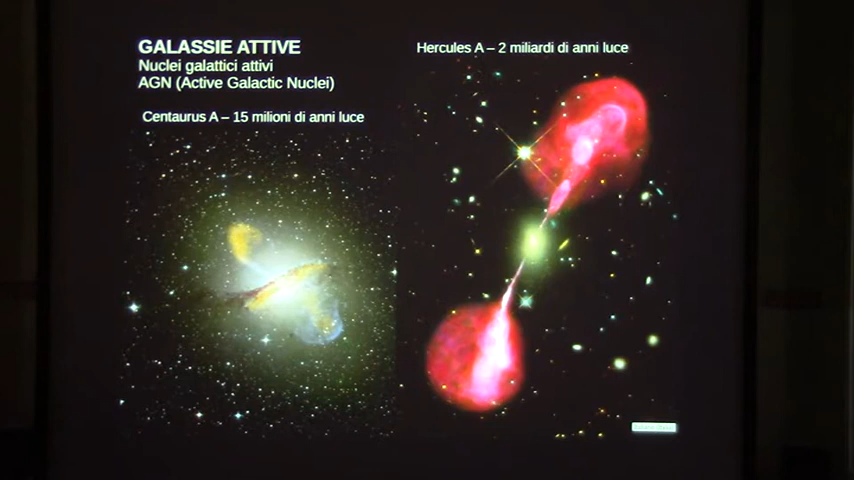 GALASSIE ATTIVE
Nuclei galattici attivi
AGN (Active Galactic Nuclei)
Centaurus A – 15 milioni di anni luce
Hercules A – 2 miliardi di anni luce